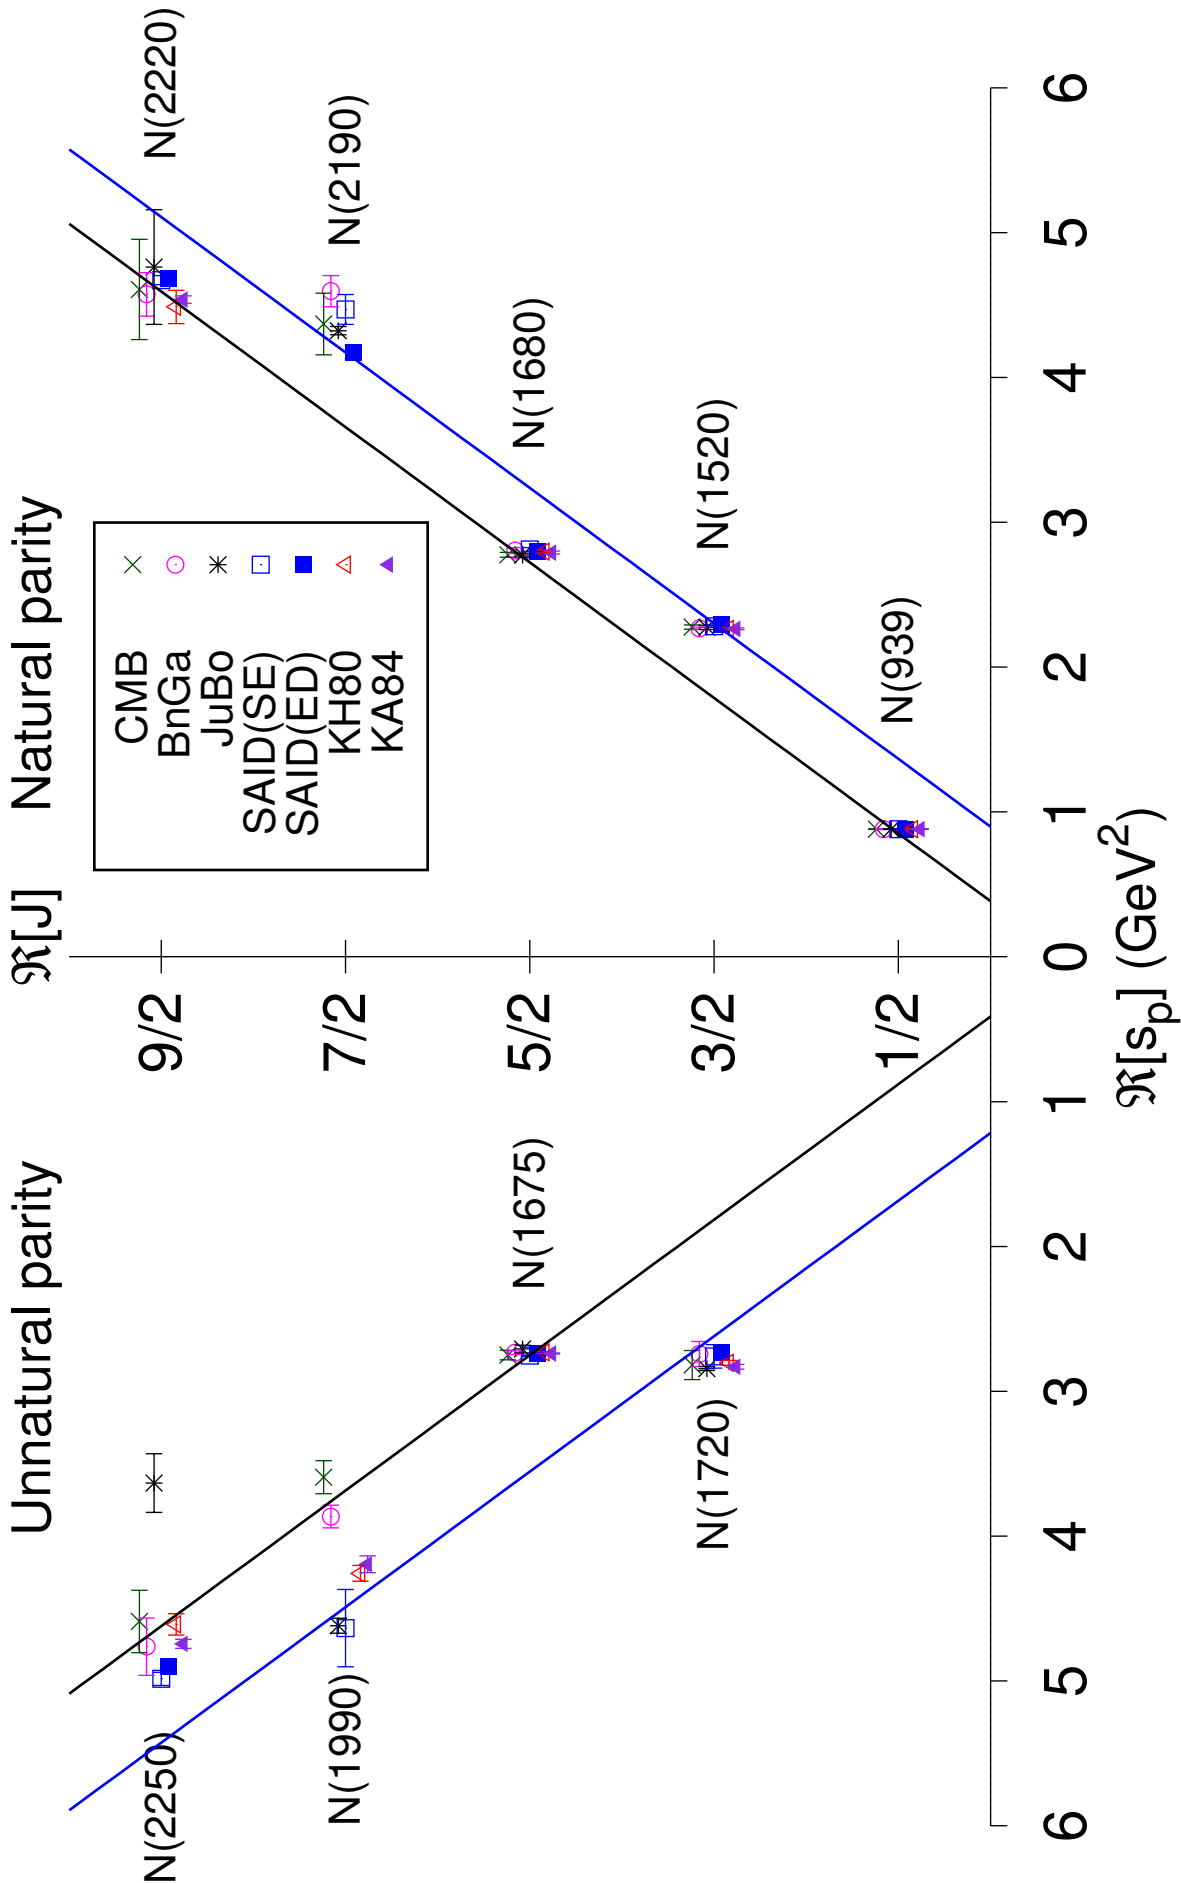 Unnatural parity
ℜ[J]
Natural parity
CMB
BnGa
JuBo
SAID(SE)
SAID(ED)
KH80
KA84
N(2250)
9/2
N(2220)
N(1990)
7/2
N(2190)
N(1675)
5/2
N(1680)
N(1720)
3/2
N(1520)
1/2
N(939)
6 5 4 3 2 1 0 1 2 3 4 5 6
ℜ[s_p] (GeV²)